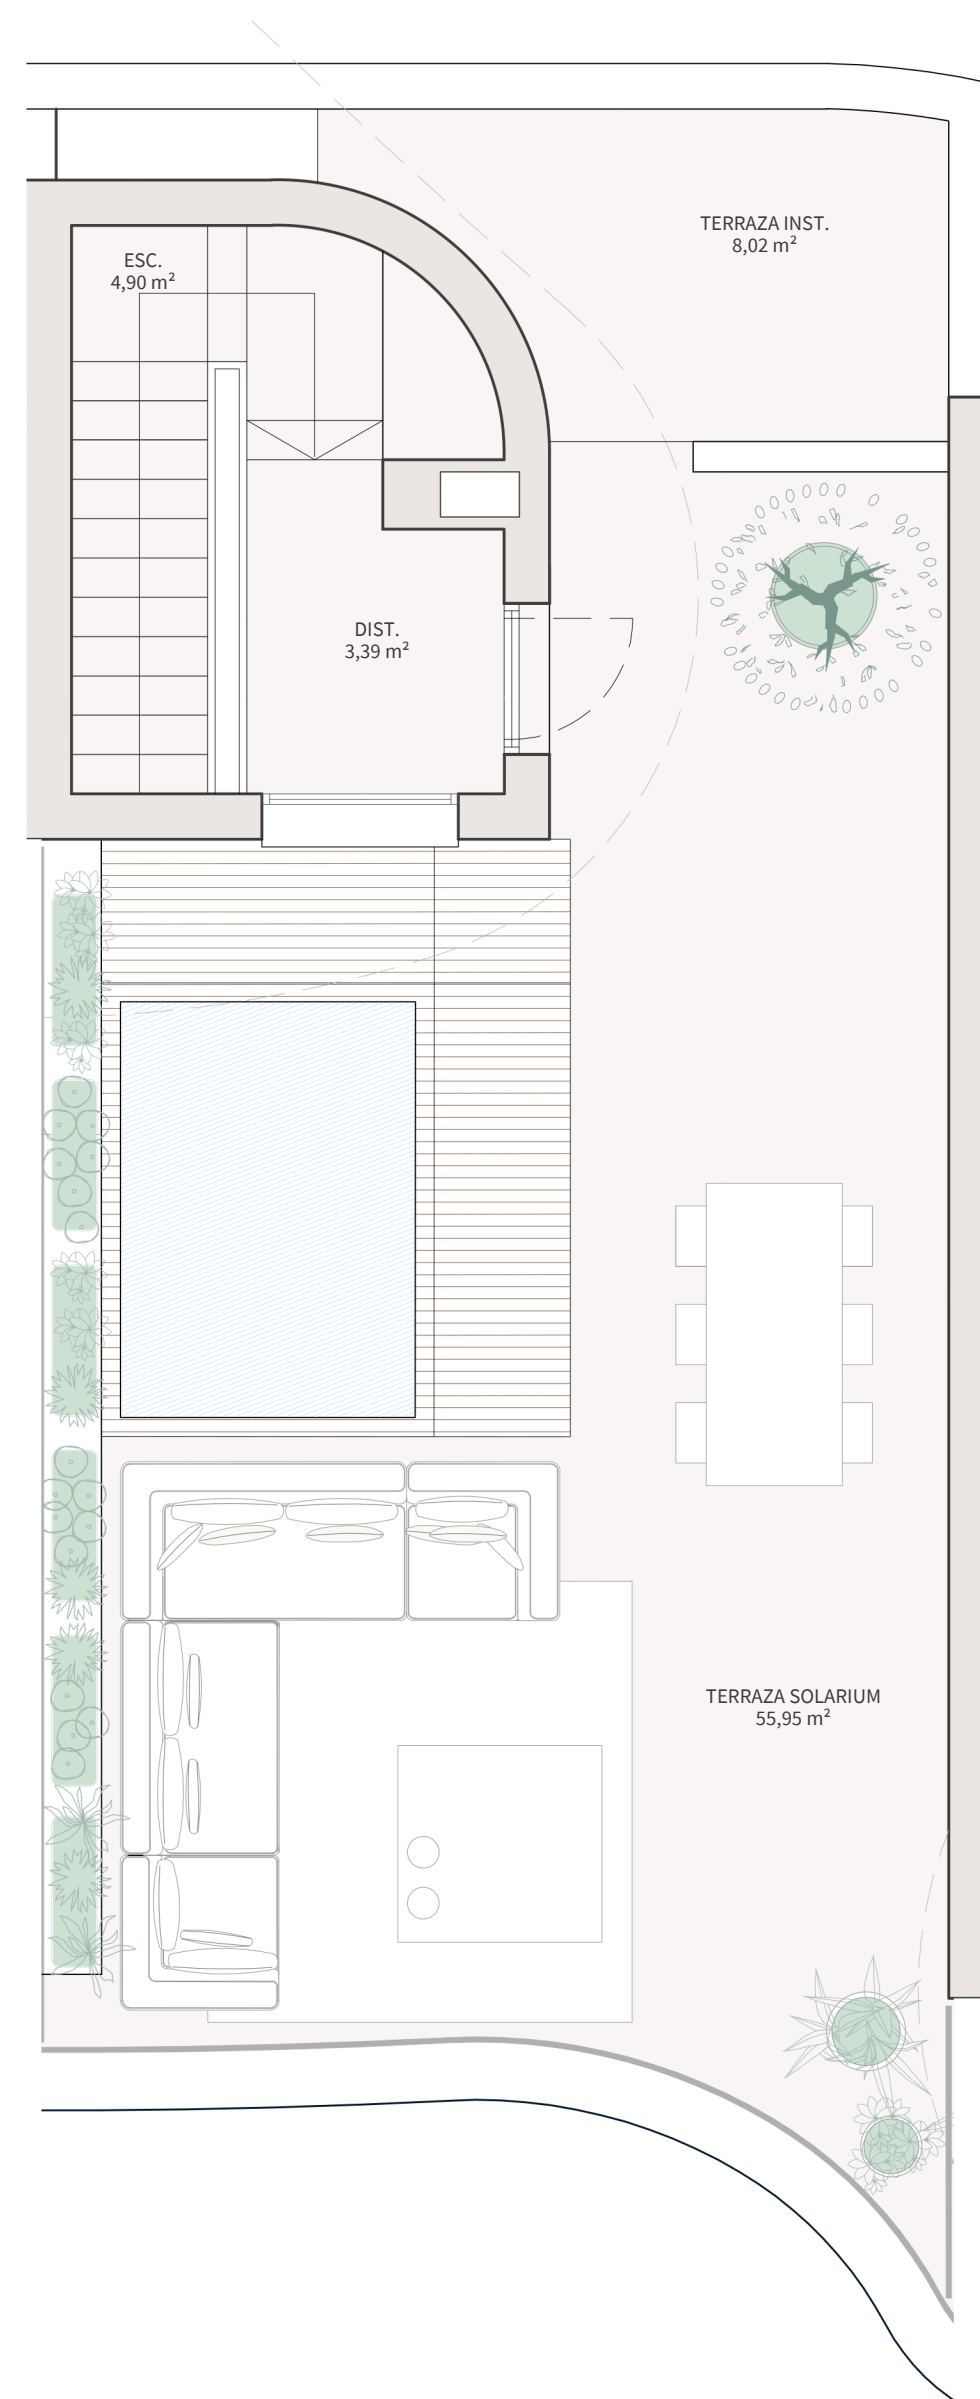 TERRAZA INST.
8,02 m²
ESC.
4,90 m²
DIST.
3,39 m²
TERRAZA SOLARIUM
55,95 m²